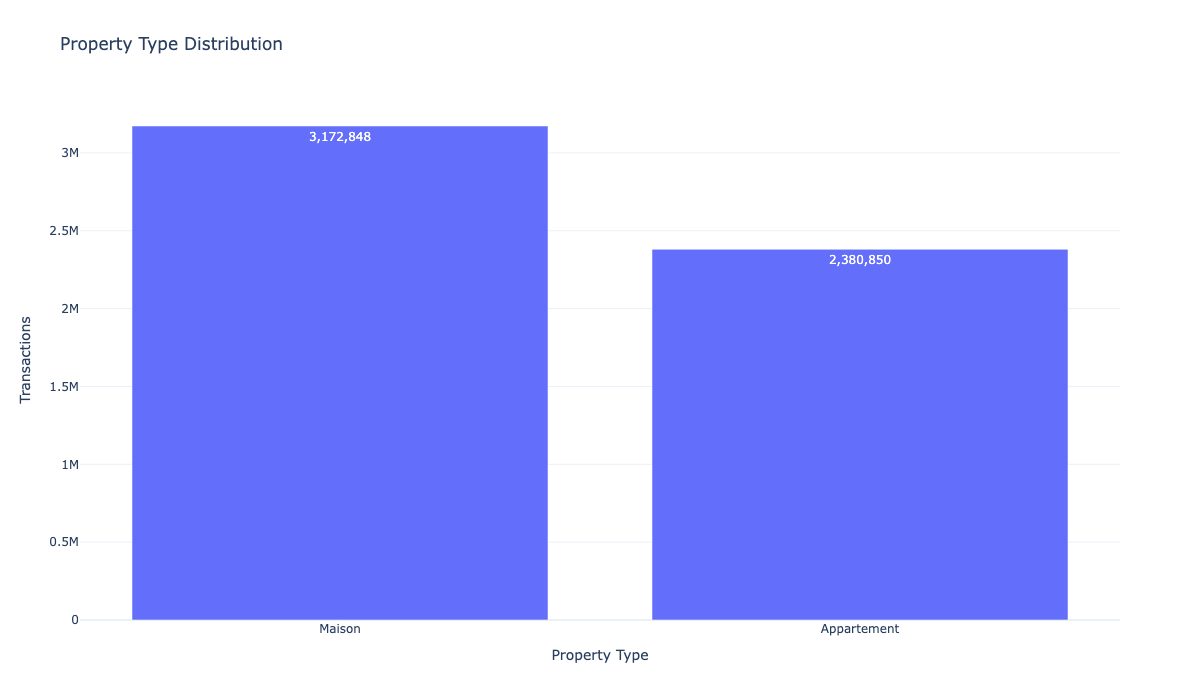 Property Type Distribution
3,172,848
2,380,850
3M
2.5M
2M
1.5M
1M
0.5M
0
Transactions
Maison
Appartement
Property Type